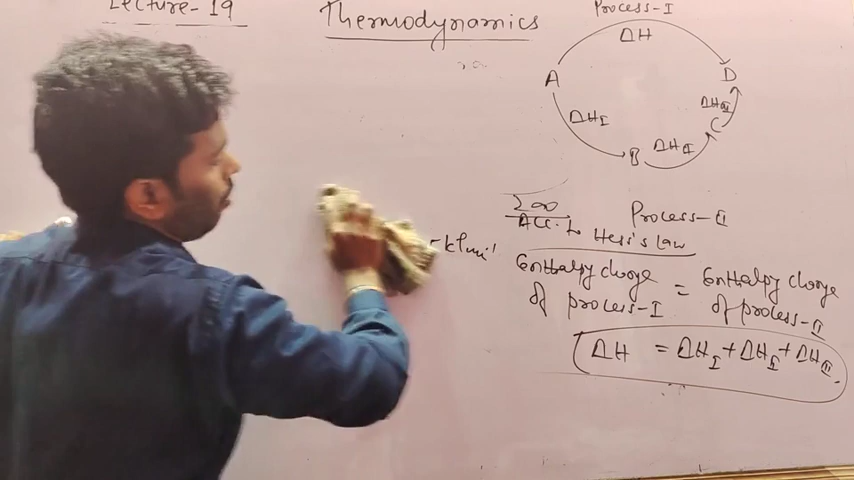 Lecture-19
Thermodynamics
Process-I
ΔH
A
D
ΔHI
ΔHIII
C
B
ΔHII
Process-II
Acc. to Hess's Law
Enthalpy change = Enthalpy change
of process-I of process-II
ΔH = ΔHI + ΔHII + ΔHIII